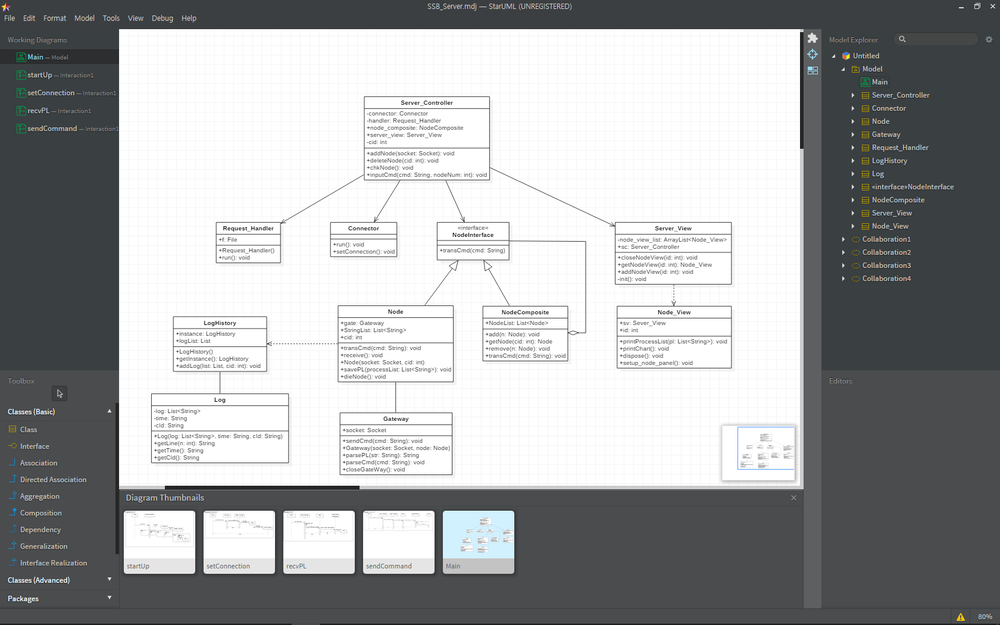 SSB_Server.mdj — StarUML (UNREGISTERED)
File Edit Format Model Tools View Debug Help
Working Diagrams
Main — Model
startUp — Interaction1
setConnection — Interaction1
recvPL — Interaction1
sendCommand — Interaction1
Toolbox
Classes (Basic)
Class
Interface
Association
Directed Association
Aggregation
Composition
Dependency
Generalization
Interface Realization
Classes (Advanced)
Packages
Server_Controller
-connector: Connector
-handler: Request_Handler
+node_composite: NodeComposite
+server_view: Server_View
-cid: int
+addNode(socket: Socket): void
+deleteNode(cid: int): void
+chkNode(): void
+inputCmd(cmd: String, nodeNum: int): void
Request_Handler
+f: File
+Request_Handler()
+run(): void
Connector
+run(): void
+setConnection(): void
«interface»
NodeInterface
+transCmd(cmd: String)
Server_View
-node_view_list: ArrayList<Node_View>
+sc: Server_Controller
+closeNodeView(id: int): void
+getNodeView(id: int): Node_View
+addNodeView(id: int): void
-init(): void
LogHistory
+instance: LogHistory
+logList: List
+LogHistory()
+getInstance(): LogHistory
+addLog(list: List, cid: int): void
Node
+gate: Gateway
+StringList: List<String>
+cid: int
+transCmd(cmd: String): void
+receive(): void
+Node(socket: Socket, cid: int)
+savePL(processList: List<String>): void
+dieNode(): void
NodeComposite
+NodeList: List<Node>
+add(n: Node): void
+getNode(cid: int): Node
+remove(n: Node): void
+transCmd(cmd: String): void
Node_View
+sv: Sever_View
+id: int
+printProcessList(pl: List<String>): void
+printChart(): void
+dispose(): void
+setup_node_panel(): void
Log
-log: List<String>
-time: String
-cId: String
+Log(log: List<String>, time: String, cId: String)
+getLine(n: int): String
+getTime(): String
+getCId(): String
Gateway
+socket: Socket
+sendCmd(cmd: String): void
+Gateway(socket: Socket, node: Node)
+parsePL(str: String): String
+parseCmd(cmd: String): void
+closeGateWay(): void
Diagram Thumbnails
startUp
setConnection
recvPL
sendCommand
Main
Model Explorer
Untitled
Model
Main
Server_Controller
Connector
Node
Gateway
Request_Handler
LogHistory
Log
«interface»NodeInterface
NodeComposite
Server_View
Node_View
Collaboration1
Collaboration2
Collaboration3
Collaboration4
Editors
80%